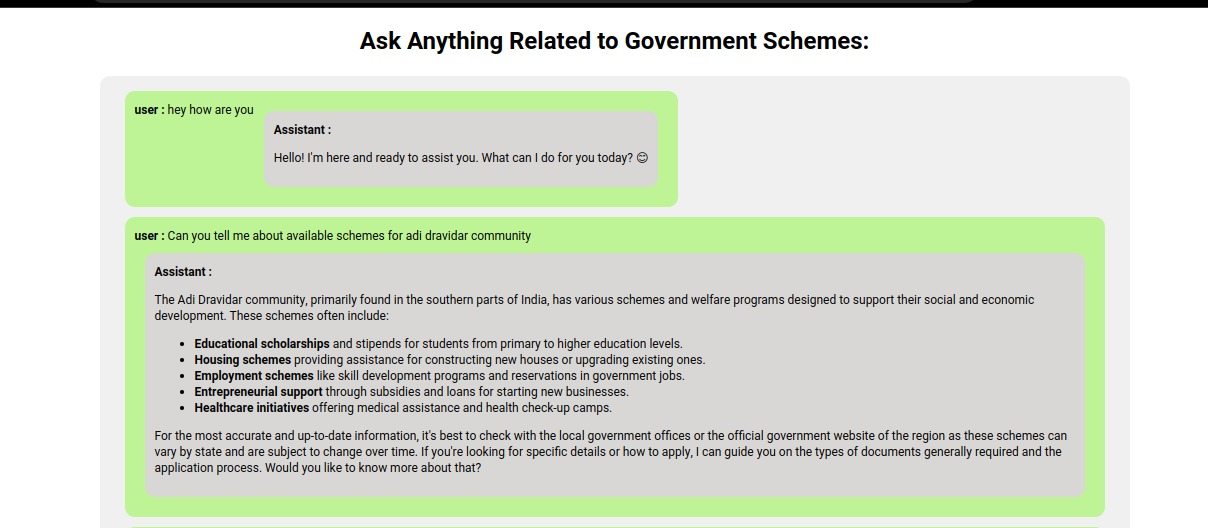 Ask Anything Related to Government Schemes:
user : hey how are you
Assistant :
Hello! I'm here and ready to assist you. What can I do for you today? 😊
user : Can you tell me about available schemes for adi dravidar community
Assistant :
The Adi Dravidar community, primarily found in the southern parts of India, has various schemes and welfare programs designed to support their social and economic
development. These schemes often include:
• Educational scholarships and stipends for students from primary to higher education levels.
• Housing schemes providing assistance for constructing new houses or upgrading existing ones.
• Employment schemes like skill development programs and reservations in government jobs.
• Entrepreneurial support through subsidies and loans for starting new businesses.
• Healthcare initiatives offering medical assistance and health check-up camps.
For the most accurate and up-to-date information, it's best to check with the local government offices or the official government website of the region as these schemes can
vary by state and are subject to change over time. If you're looking for specific details or how to apply, I can guide you on the types of documents generally required and the
application process. Would you like to know more about that?